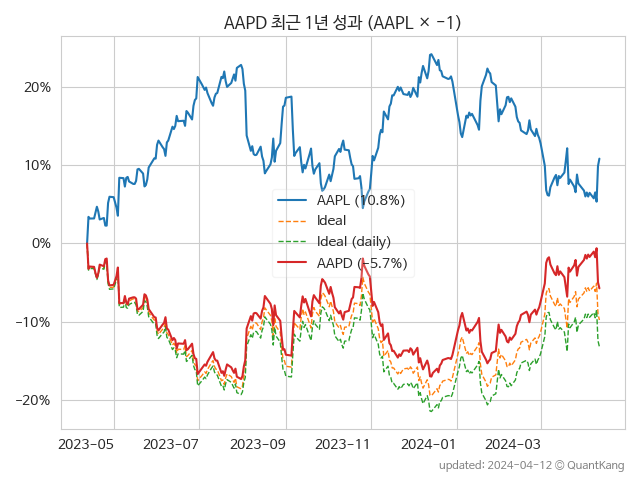 AAPD 최근 1년 성과 (AAPL × −1)
20%
10%
0%
−10%
−20%
AAPL (10.8%)
Ideal
Ideal (daily)
AAPD (−5.7%)
2023-05
2023-07
2023-09
2023-11
2024-01
2024-03
updated: 2024-04-12 © QuantKang